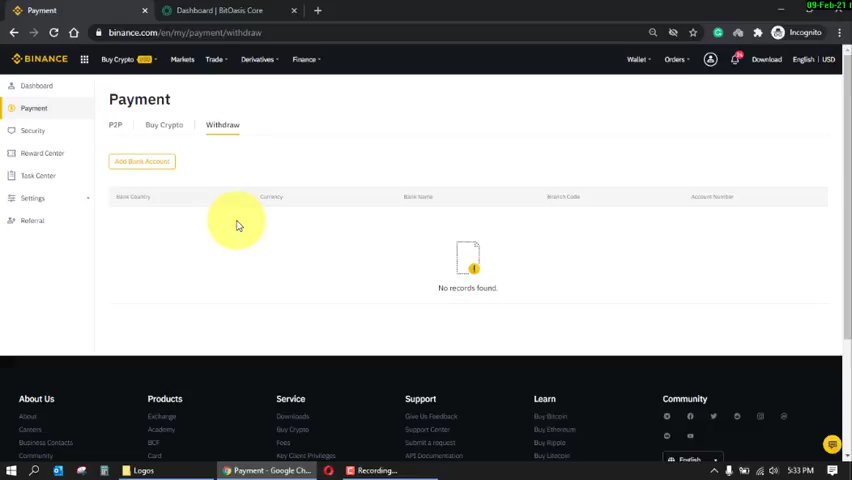 09-Feb-21
Payment
Dashboard | BitOasis Core
binance.com/en/my/payment/withdraw
Incognito
BINANCE
Buy Crypto USD
Markets
Trade
Derivatives
Finance
Wallet
Orders
Download
English
USD
Dashboard
Payment
Security
Reward Center
Task Center
Settings
Referral
Payment
P2P
Buy Crypto
Withdraw
Add Bank Account
Bank Country
Currency
Bank Name
Branch Code
Account Number
No records found.
About Us
Products
Service
Support
Learn
Community
About
Exchange
Downloads
Give Us Feedback
Buy Bitcoin
Careers
Academy
Buy Crypto
Support Center
Buy Ethereum
Business Contacts
BCF
Fees
Submit a request
Buy Ripple
Community
Card
Key Client Privileges
API Documentation
Buy Litecoin
English
Logos
Payment - Google Ch...
Recording...
5:33 PM